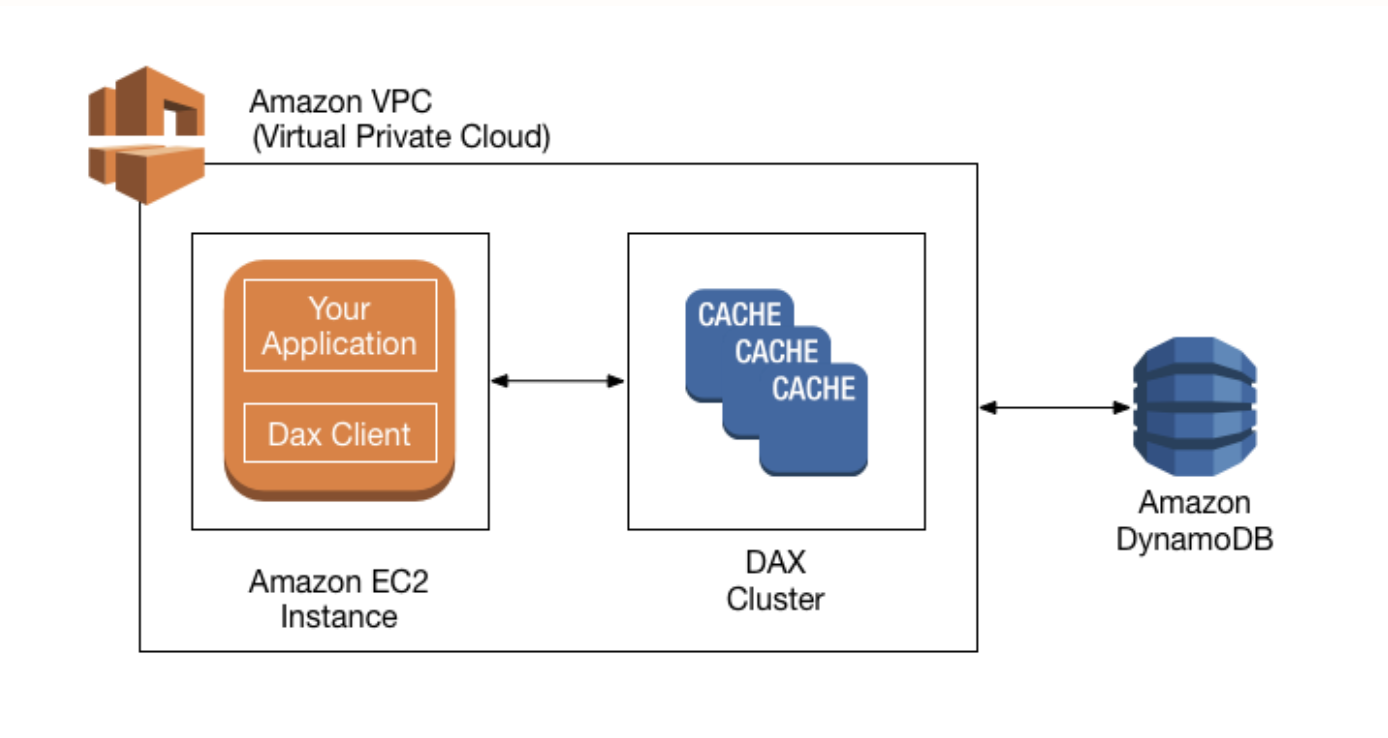 Amazon VPC
(Virtual Private Cloud)
Your
Application
Dax Client
CACHE
CACHE
CACHE
Amazon EC2
Instance
DAX
Cluster
Amazon
DynamoDB